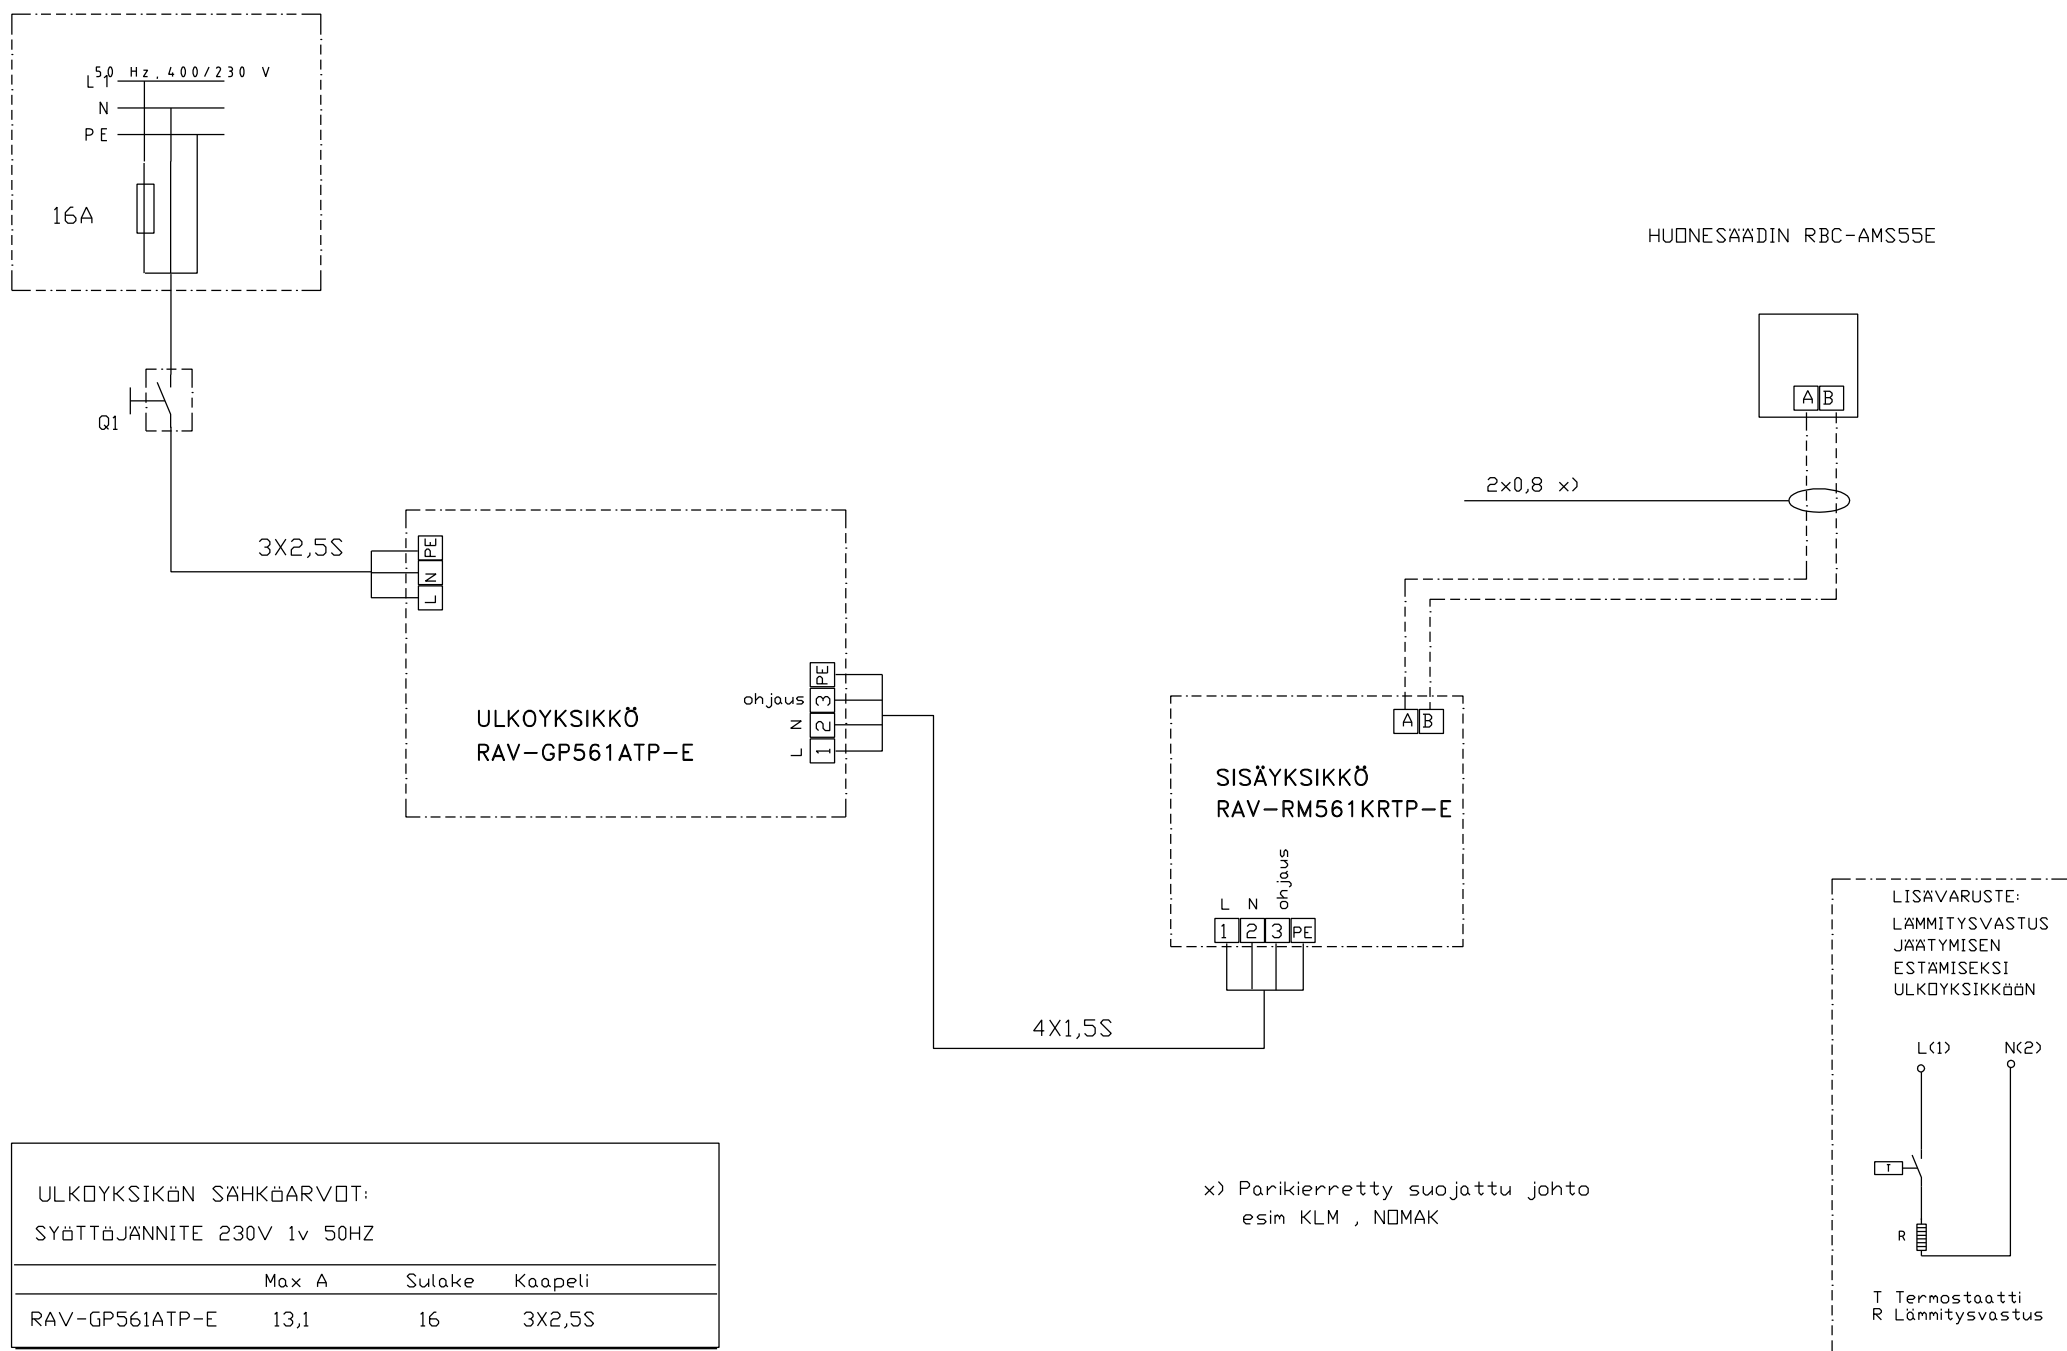 50 Hz, 400/230 V
L1
N
PE
16A
Q1
3X2,5S
PE
N
L
ULKOYKSIKKÖ
RAV-GP561ATP-E
ohjaus
N
L
PE
3
2
1
HUONESÄÄDIN RBC-AMS55E
A B
2x0,8 x)
A B
SISÄYKSIKKÖ
RAV-RM561KRTP-E
L N ohjaus
1 2 3 PE
4X1,5S
LISÄVARUSTE:
LÄMMITYSVASTUS
JÄÄTYMISEN
ESTÄMISEKSI
ULKOYKSIKKÖÖN
L(1) N(2)
T
R
T Termostaatti
R Lämmitysvastus
x) Parikierretty suojattu johto
esim KLM , NOMAK
ULKOYKSIKÖN SÄHKÖARVOT:
SYÖTTÖJÄNNITE 230V 1v 50HZ
Max A Sulake Kaapeli
RAV-GP561ATP-E 13,1 16 3X2,5S